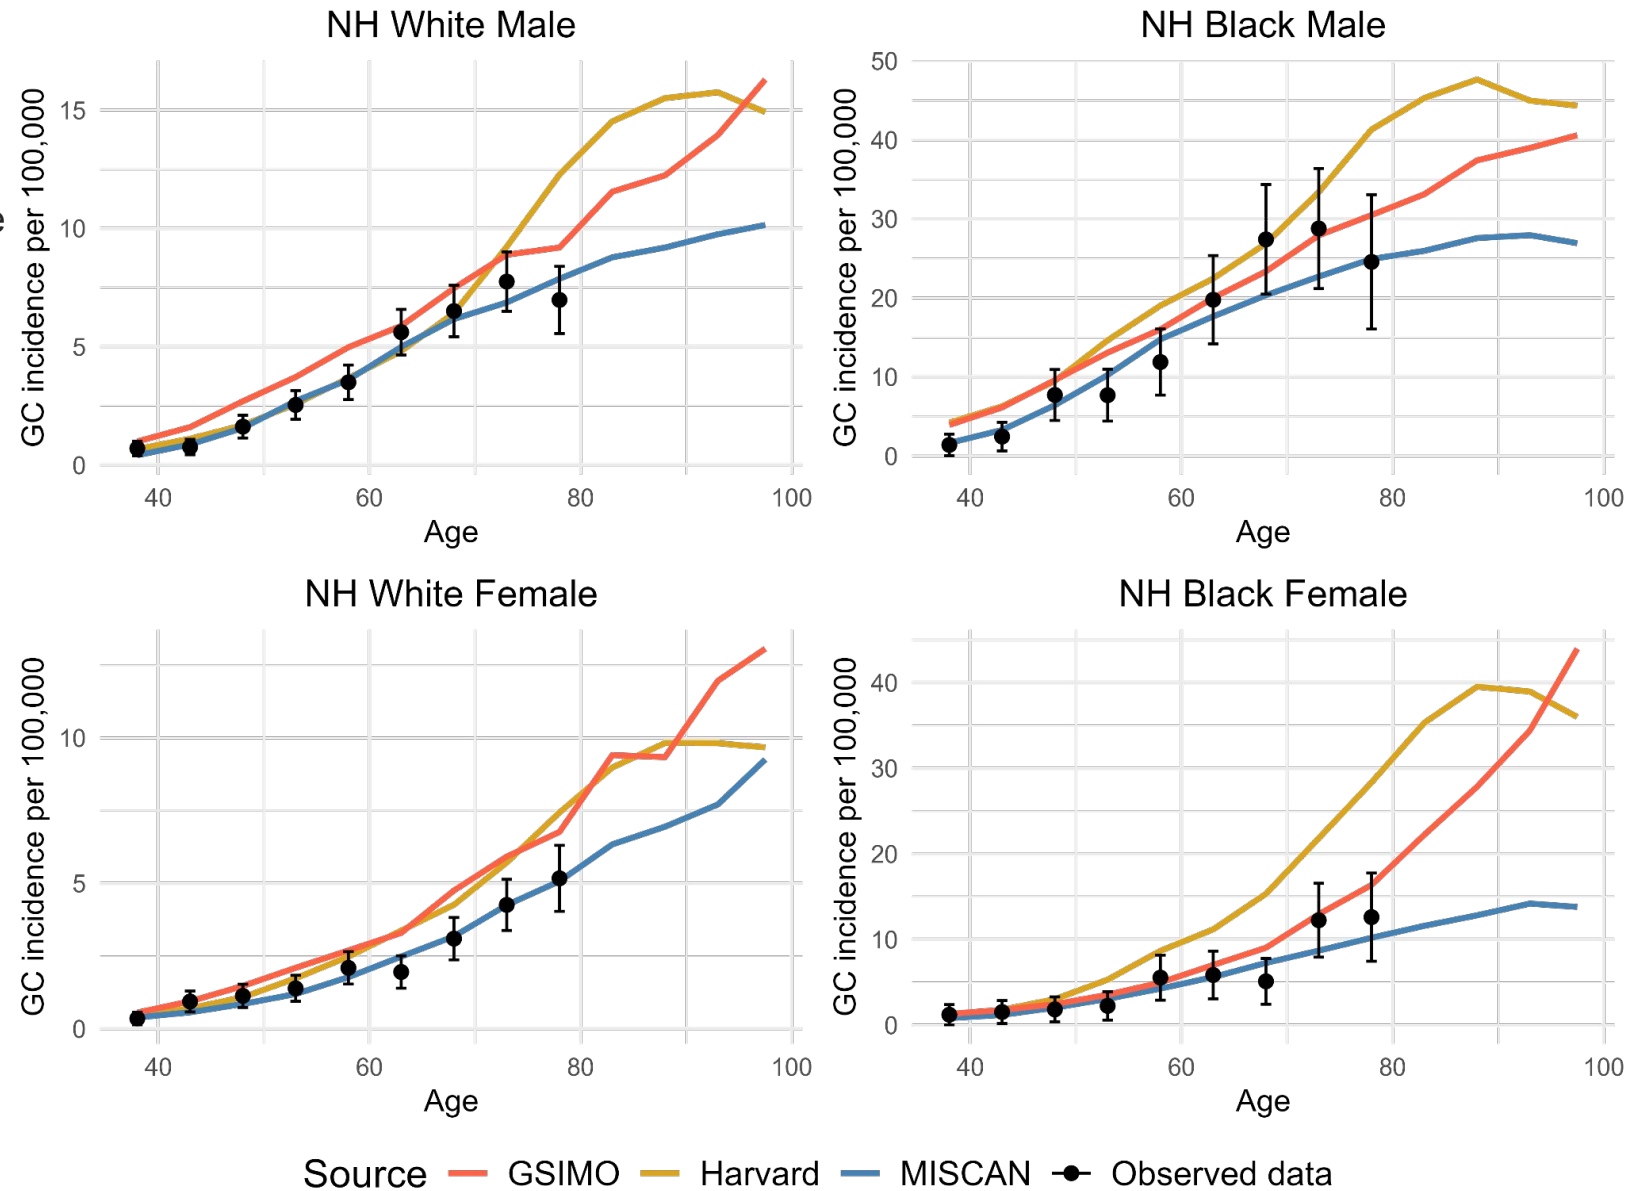 NH White Male
NH Black Male
GC incidence per 100,000
15
10
5
0
40 60 80 100
Age
GC incidence per 100,000
50
40
30
20
10
0
40 60 80 100
Age
e
NH White Female
NH Black Female
GC incidence per 100,000
10
5
0
40 60 80 100
Age
GC incidence per 100,000
40
30
20
10
0
40 60 80 100
Age
Source GSIMO Harvard MISCAN Observed data